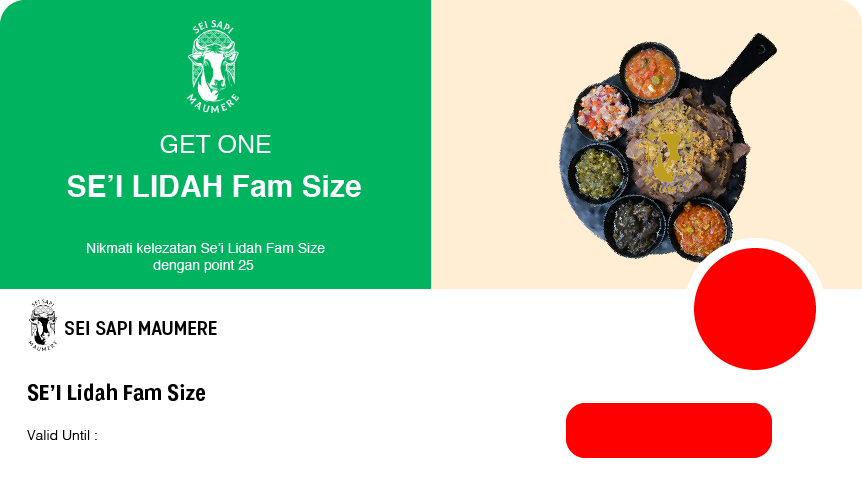 SEI SAPI
MAUMERE
GET ONE
SE’I LIDAH Fam Size
Nikmati kelezatan Se’i Lidah Fam Size
dengan point 25
SEI SAPI
MAUMERE
SEI SAPI MAUMERE
SE’I Lidah Fam Size
Valid Until :